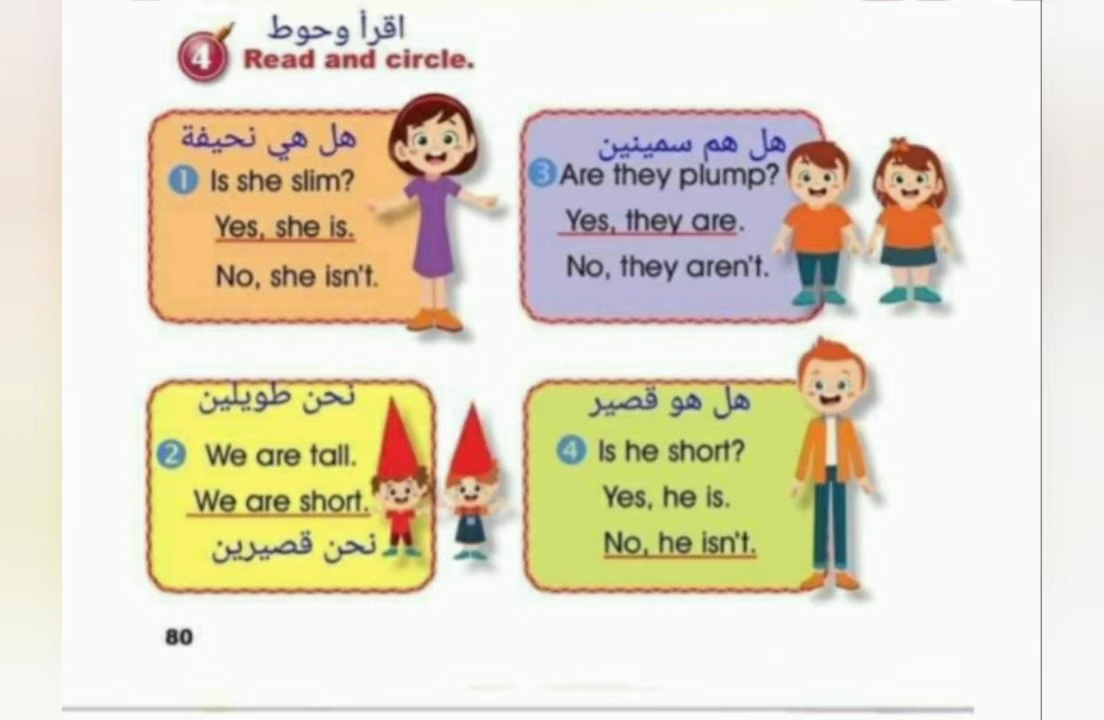 اقرأ وحوط
4 Read and circle.
هل هي نحيفة
1 Is she slim?
Yes, she is.
No, she isn't.
نحن طويلين
2 We are tall.
We are short.
نحن قصيرين
هل هم سمينين
3 Are they plump?
Yes, they are.
No, they aren't.
هل هو قصير
4 Is he short?
Yes, he is.
No, he isn't.
80